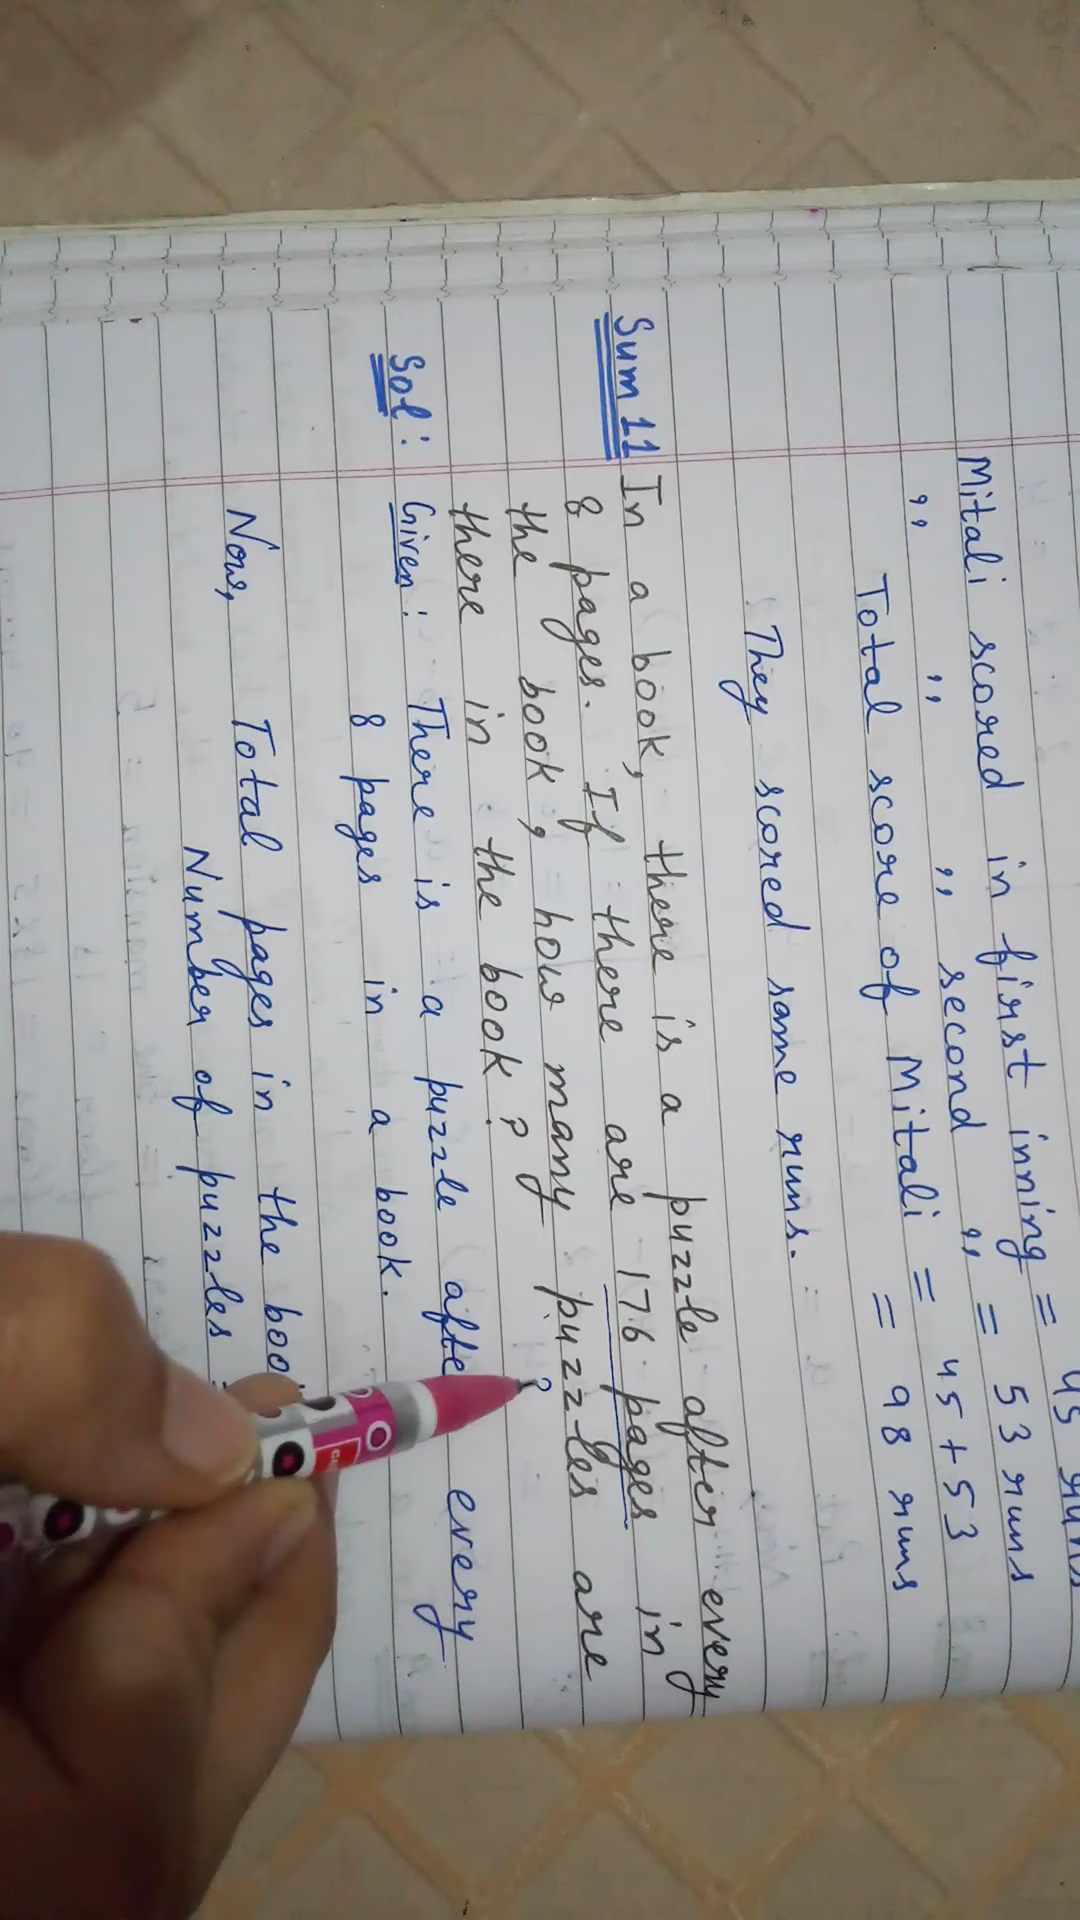 45 runs
Mitali scored in first inning = 53 runs
,, ,, ,, second ,, = 45 + 53
Total score of Mitali = 98 runs
=
They scored same runs.
Sum 11 In a book, there is a puzzle after every
8 pages. If there are 176 pages in
the book, how many puzzles are
there in the book ?
?
Sol: Given: There is a puzzle after every
8 pages in a book.
Now, Total pages in the
Number of puzzles =